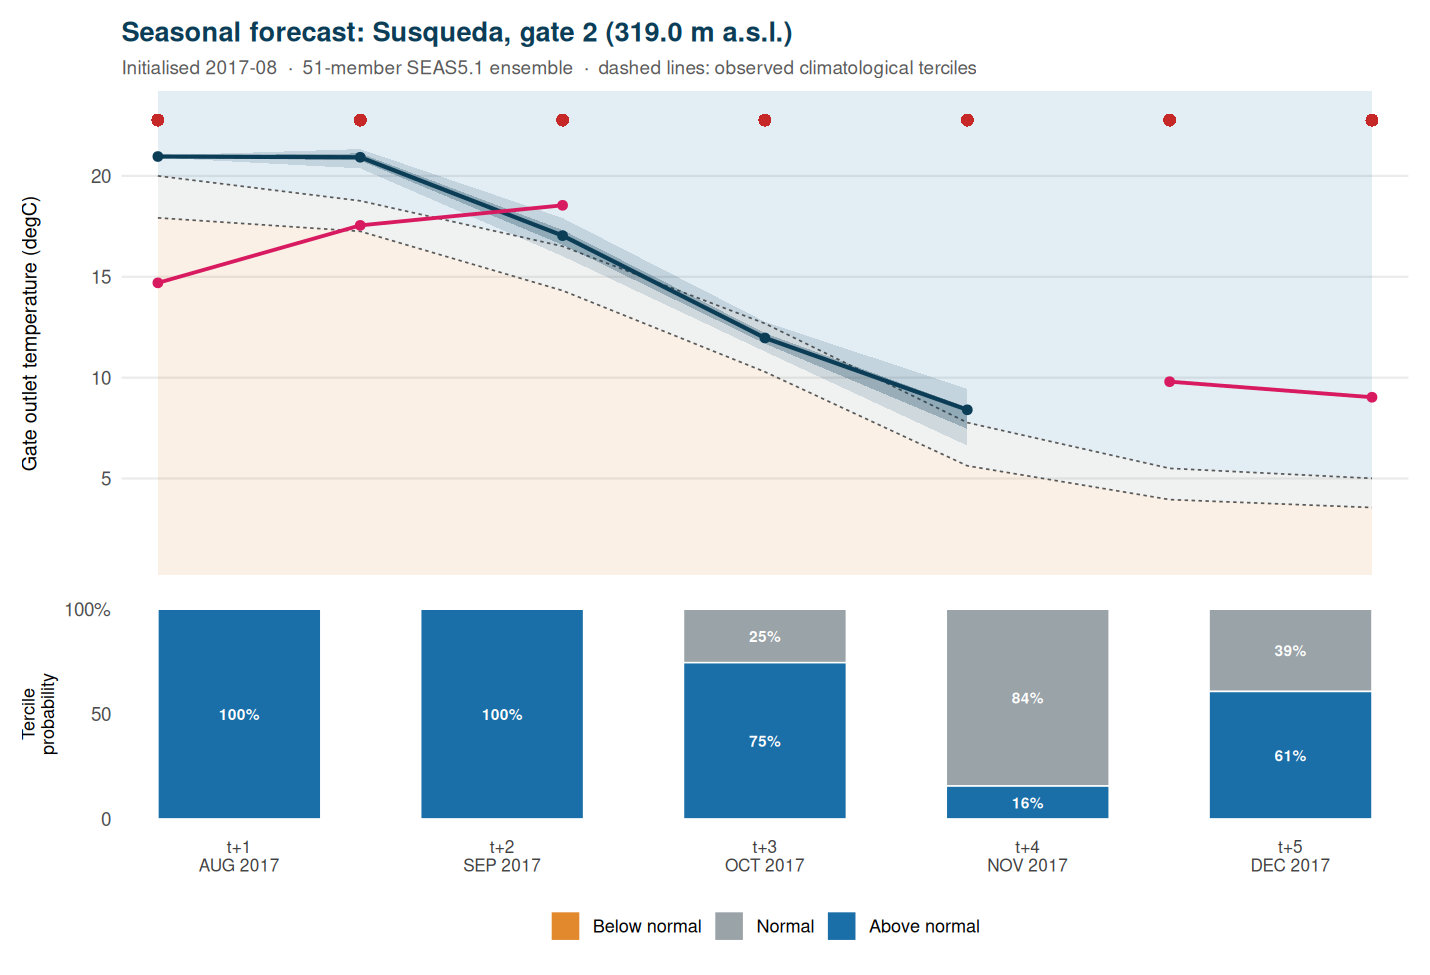 Seasonal forecast: Susqueda, gate 2 (319.0 m a.s.l.)
Initialised 2017-08 · 51-member SEAS5.1 ensemble · dashed lines: observed climatological terciles
Gate outlet temperature (degC)
20
15
10
5
Tercile
probability
100%
50
0
100%
100%
25%
75%
84%
16%
39%
61%
t+1
AUG 2017
t+2
SEP 2017
t+3
OCT 2017
t+4
NOV 2017
t+5
DEC 2017
Below normal
Normal
Above normal